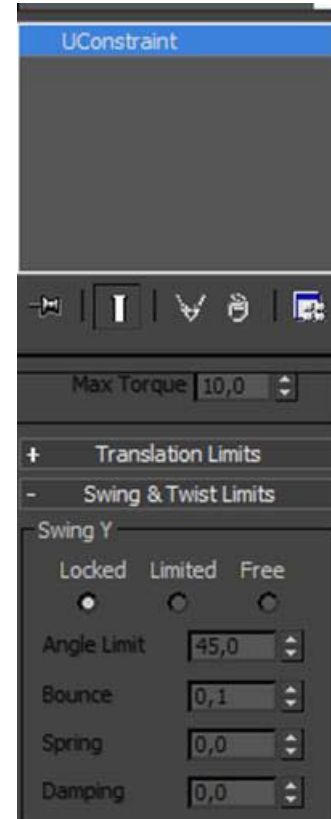 UConstraint
Max Torque 10,0
+ Translation Limits
- Swing & Twist Limits
Swing Y
Locked Limited Free
Angle Limit 45,0
Bounce 0,1
Spring 0,0
Damping 0,0